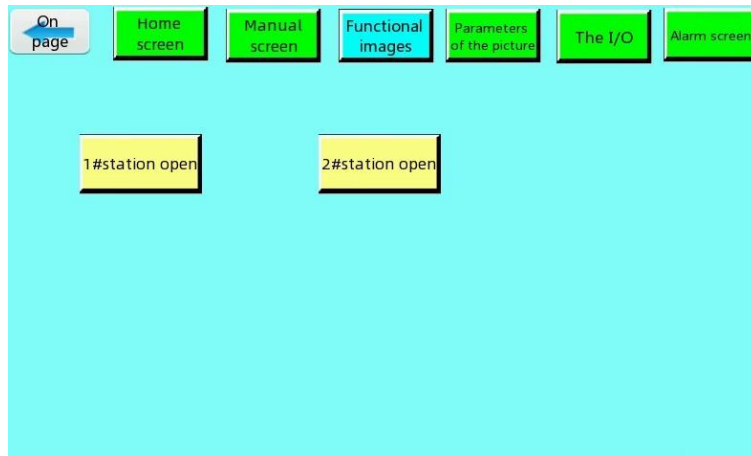 On
page
Home
screen
Manual
screen
Functional
images
Parameters
of the picture
The I/O
Alarm screen
1#station open
2#station open